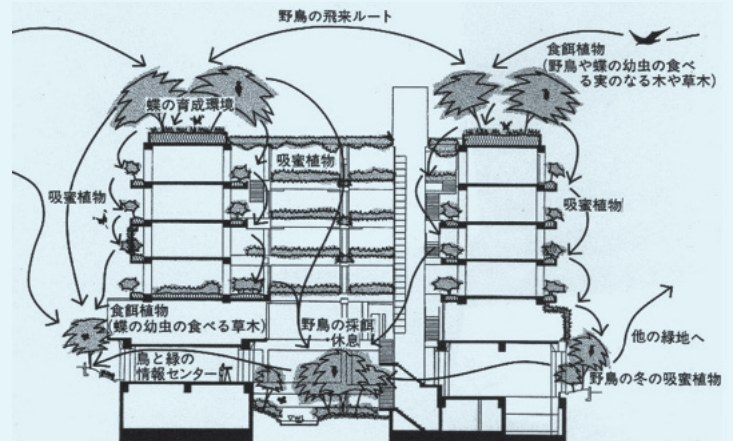 野鳥の飛来ルート
食餌植物
(野鳥や蝶の幼虫の食べ
る実のなる木や草木)
蝶の育成環境
吸蜜植物
吸蜜植物
食餌植物
(蝶の幼虫の食べる草木)
野鳥の採餌
・休息
他の緑地へ
鳥と緑の
情報センター
野鳥の冬の吸蜜植物